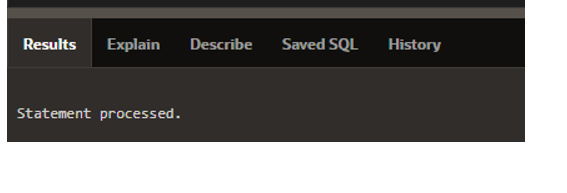 Results Explain Describe Saved SQL History
Statement processed.